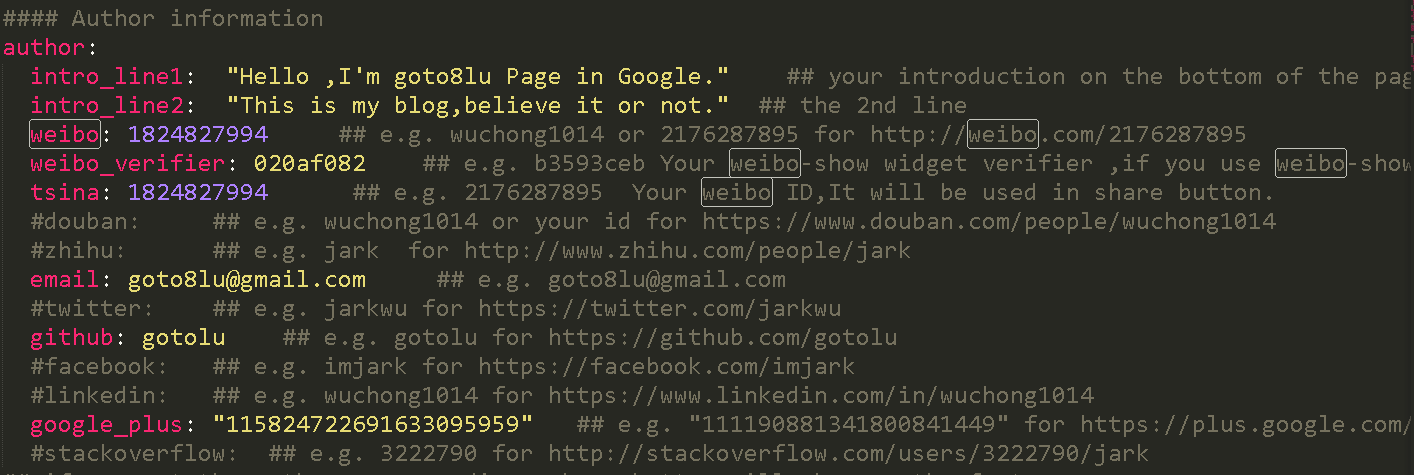 #### Author information
author:
intro_line1: "Hello ,I'm goto8lu Page in Google." ## your introduction on the bottom of the pag
intro_line2: "This is my blog,believe it or not." ## the 2nd line
weibo: 1824827994 ## e.g. wuchong1014 or 2176287895 for http://weibo.com/2176287895
weibo_verifier: 020af082 ## e.g. b3593ceb Your weibo-show widget verifier ,if you use weibo-show
tsina: 1824827994 ## e.g. 2176287895 Your weibo ID,It will be used in share button.
#douban: ## e.g. wuchong1014 or your id for https://www.douban.com/people/wuchong1014
#zhihu: ## e.g. jark for http://www.zhihu.com/people/jark
email: goto8lu@gmail.com ## e.g. goto8lu@gmail.com
#twitter: ## e.g. jarkwu for https://twitter.com/jarkwu
github: gotolu ## e.g. gotolu for https://github.com/gotolu
#facebook: ## e.g. imjark for https://facebook.com/imjark
#linkedin: ## e.g. wuchong1014 for https://www.linkedin.com/in/wuchong1014
google_plus: "115824722691633095959" ## e.g. "111190881341800841449" for https://plus.google.com/
#stackoverflow: ## e.g. 3222790 for http://stackoverflow.com/users/3222790/jark